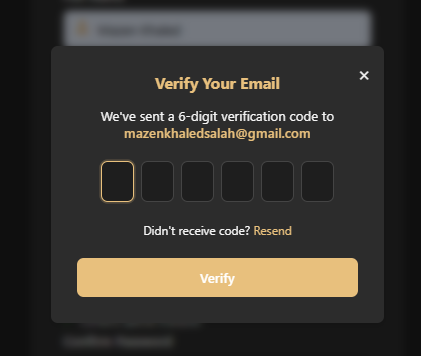 Verify Your Email
×
We've sent a 6-digit verification code to
mazenkhaledsalah@gmail.com
Didn't receive code? Resend
Verify